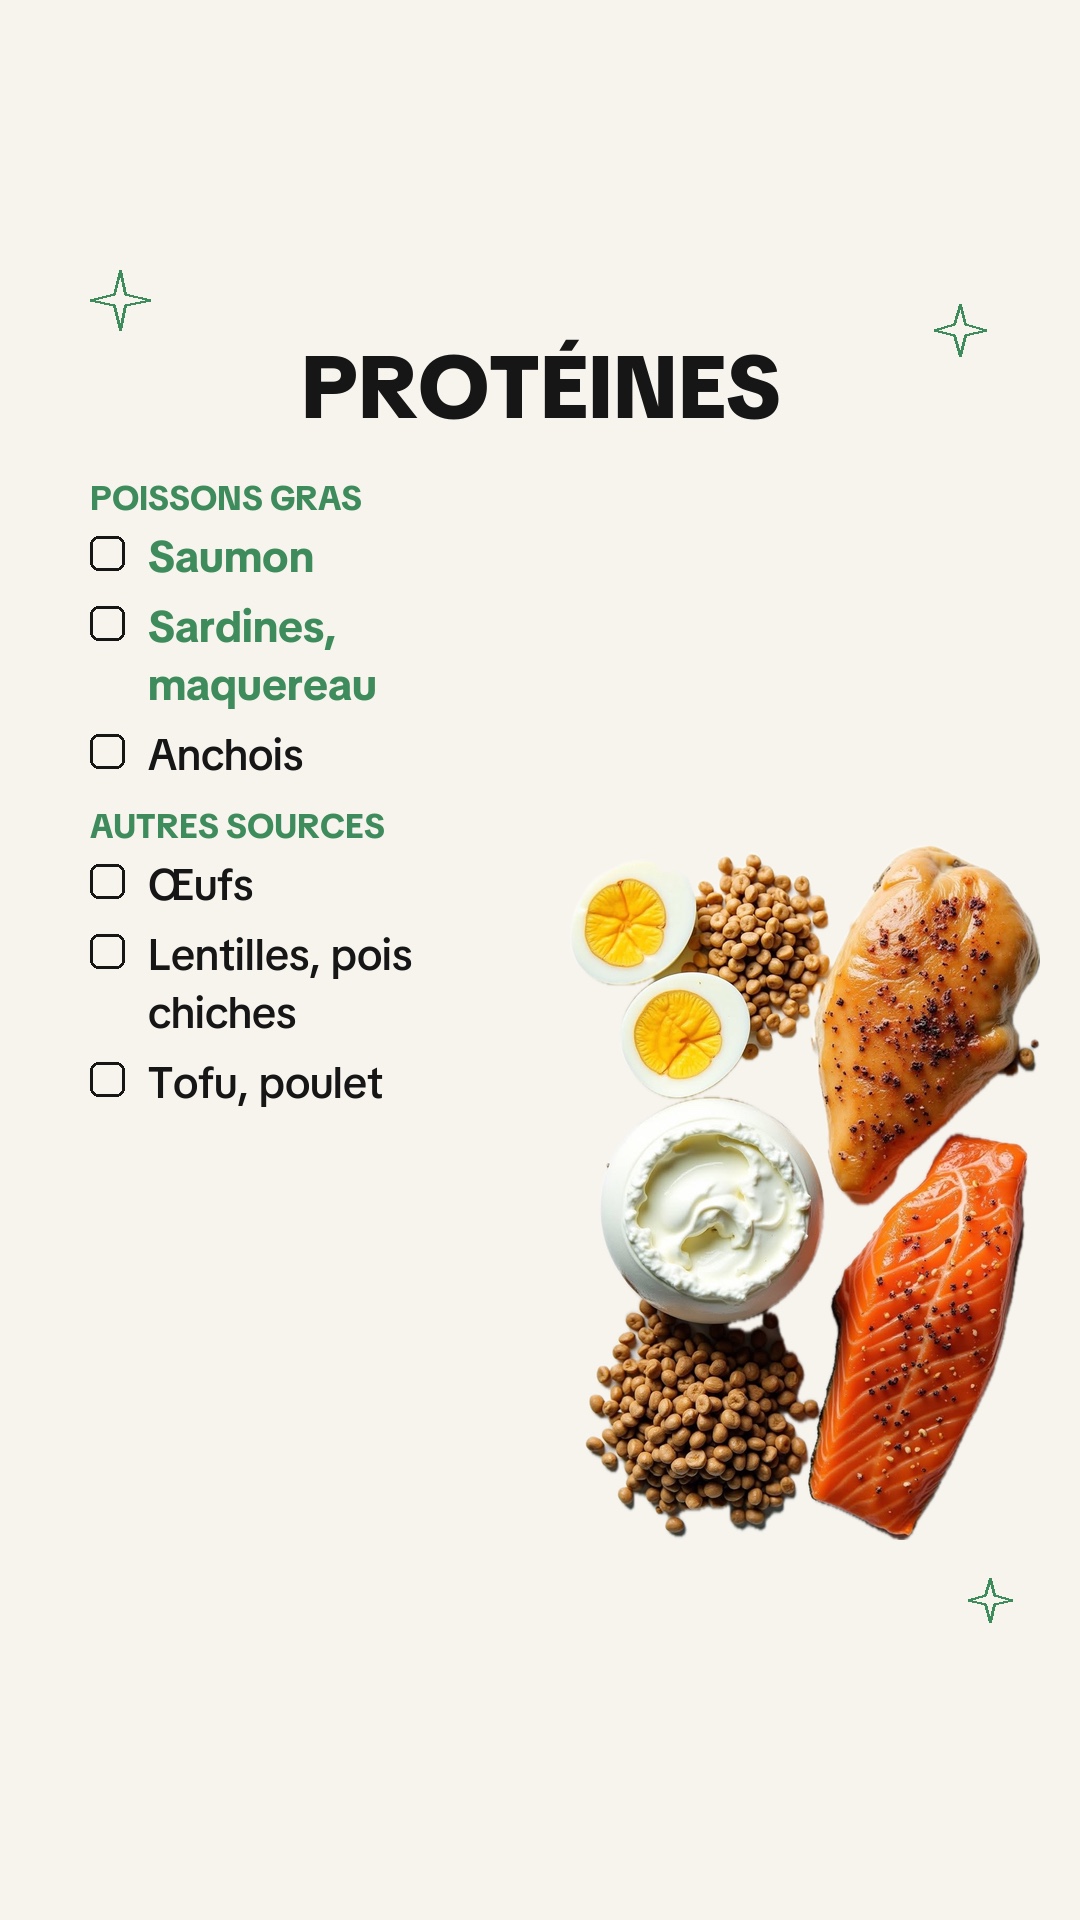 PROTÉINES
POISSONS GRAS
Saumon
Sardines,
maquereau
Anchois
AUTRES SOURCES
Œufs
Lentilles, pois
chiches
Tofu, poulet